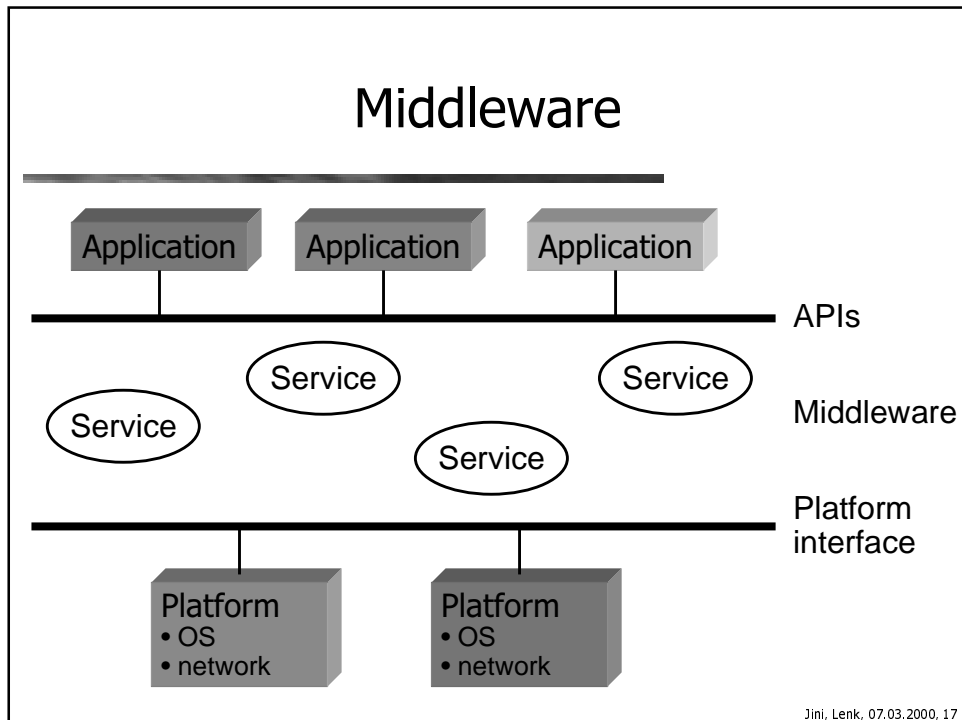 Middleware
Application
Application
Application
APIs
Service
Service
Service
Middleware
Service
Platform
interface
Platform
• OS
• network
Platform
• OS
• network
Jini, Lenk, 07.03.2000, 17